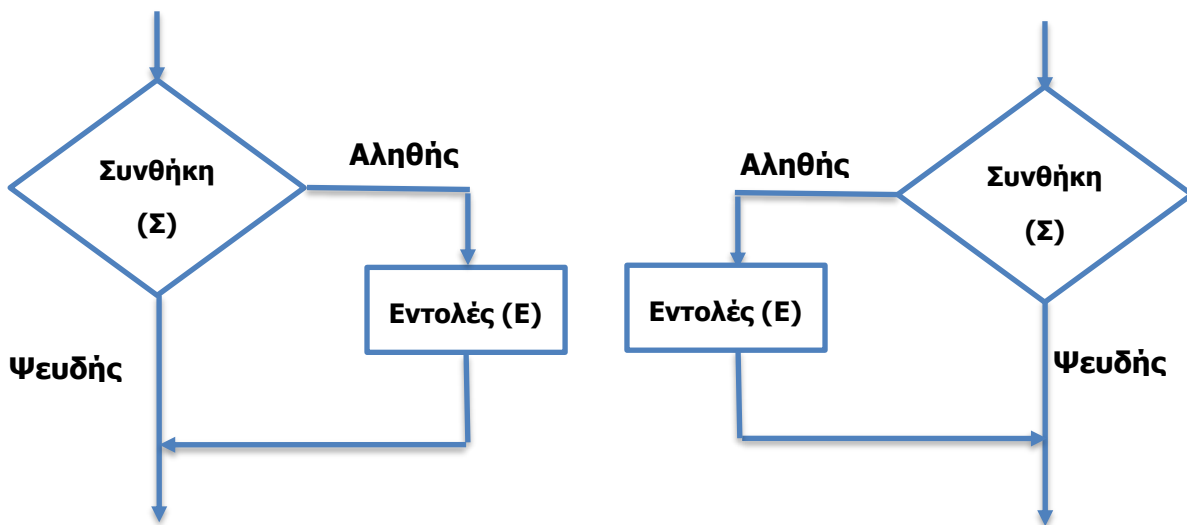 Συνθήκη
(Σ)
Αληθής
Εντολές (Ε)
Ψευδής
Αληθής
Συνθήκη
(Σ)
Εντολές (Ε)
Ψευδής